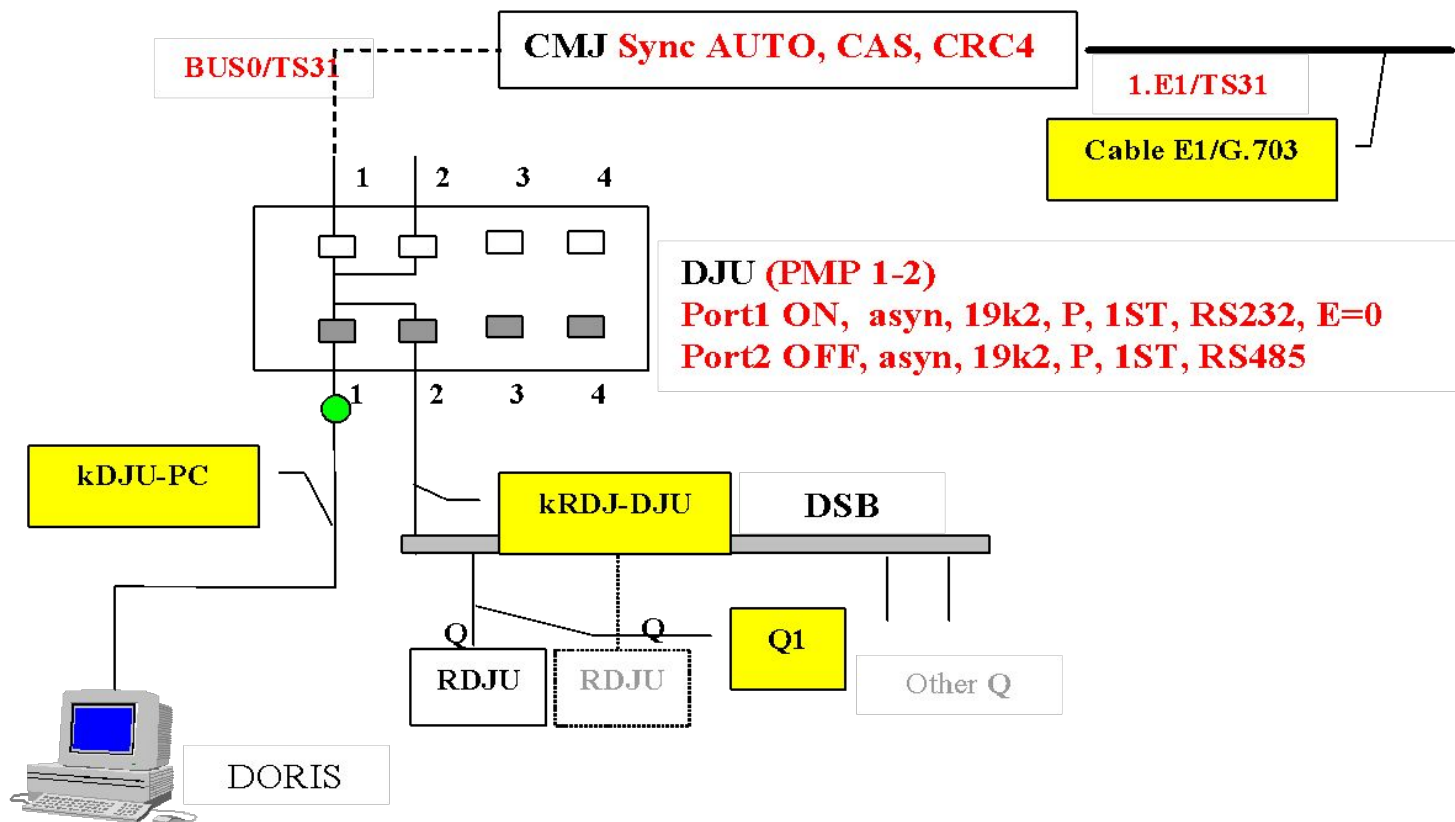 CMJ Sync AUTO, CAS, CRC4
BUS0/TS31
1.E1/TS31
Cable E1/G.703
1 2 3 4
DJU (PMP 1-2)
Port1 ON, asyn, 19k2, P, 1ST, RS232, E=0
Port2 OFF, asyn, 19k2, P, 1ST, RS485
1 2 3 4
kDJU-PC
kRDJ-DJU
DSB
Q Q
Q1
RDJU
RDJU
Other Q
DORIS